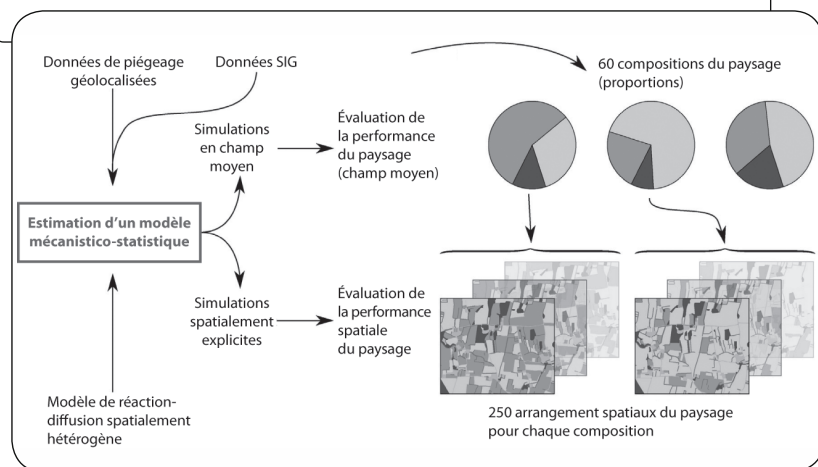 Données de piégeage
géolocalisées
Données SIG
60 compositions du paysage
(proportions)
Simulations
en champ
moyen
Évaluation de
la performance
du paysage
(champ moyen)
Estimation d'un modèle
mécanistico-statistique
Simulations
spatialement
explicites
Évaluation de
la performance
spatiale
du paysage
Modèle de réaction-
diffusion spatialement
hétérogène
250 arrangement spatiaux du paysage
pour chaque composition